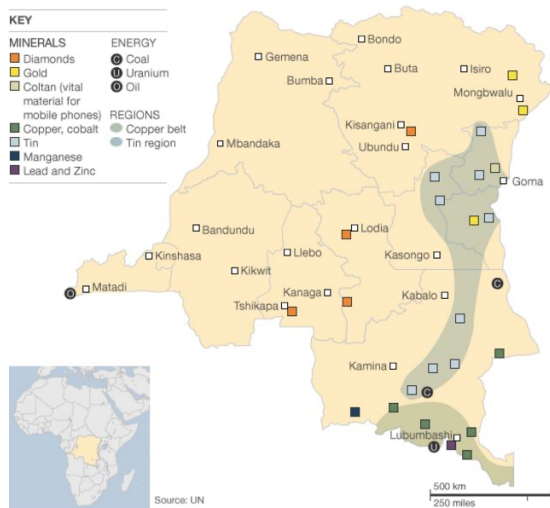 KEY
MINERALS
Diamonds
Gold
Coltan (vital
material for
mobile phones)
Copper, cobalt
Tin
Manganese
Lead and Zinc
ENERGY
C Coal
U Uranium
O Oil
REGIONS
Copper belt
Tin region
Bondo
Gemena
Buta
Isiro
Bumba
Mongbwalu
Kisangani
Mbandaka
Ubundu
Goma
Bandundu
Lodia
Kinshasa
Llebo
Kasongo
Kikwit
C
O
Matadi
Kanaga
Kabalo
Tshikapa
Kamina
C
Lubumbashi
U
Source: UN
500 km
250 miles